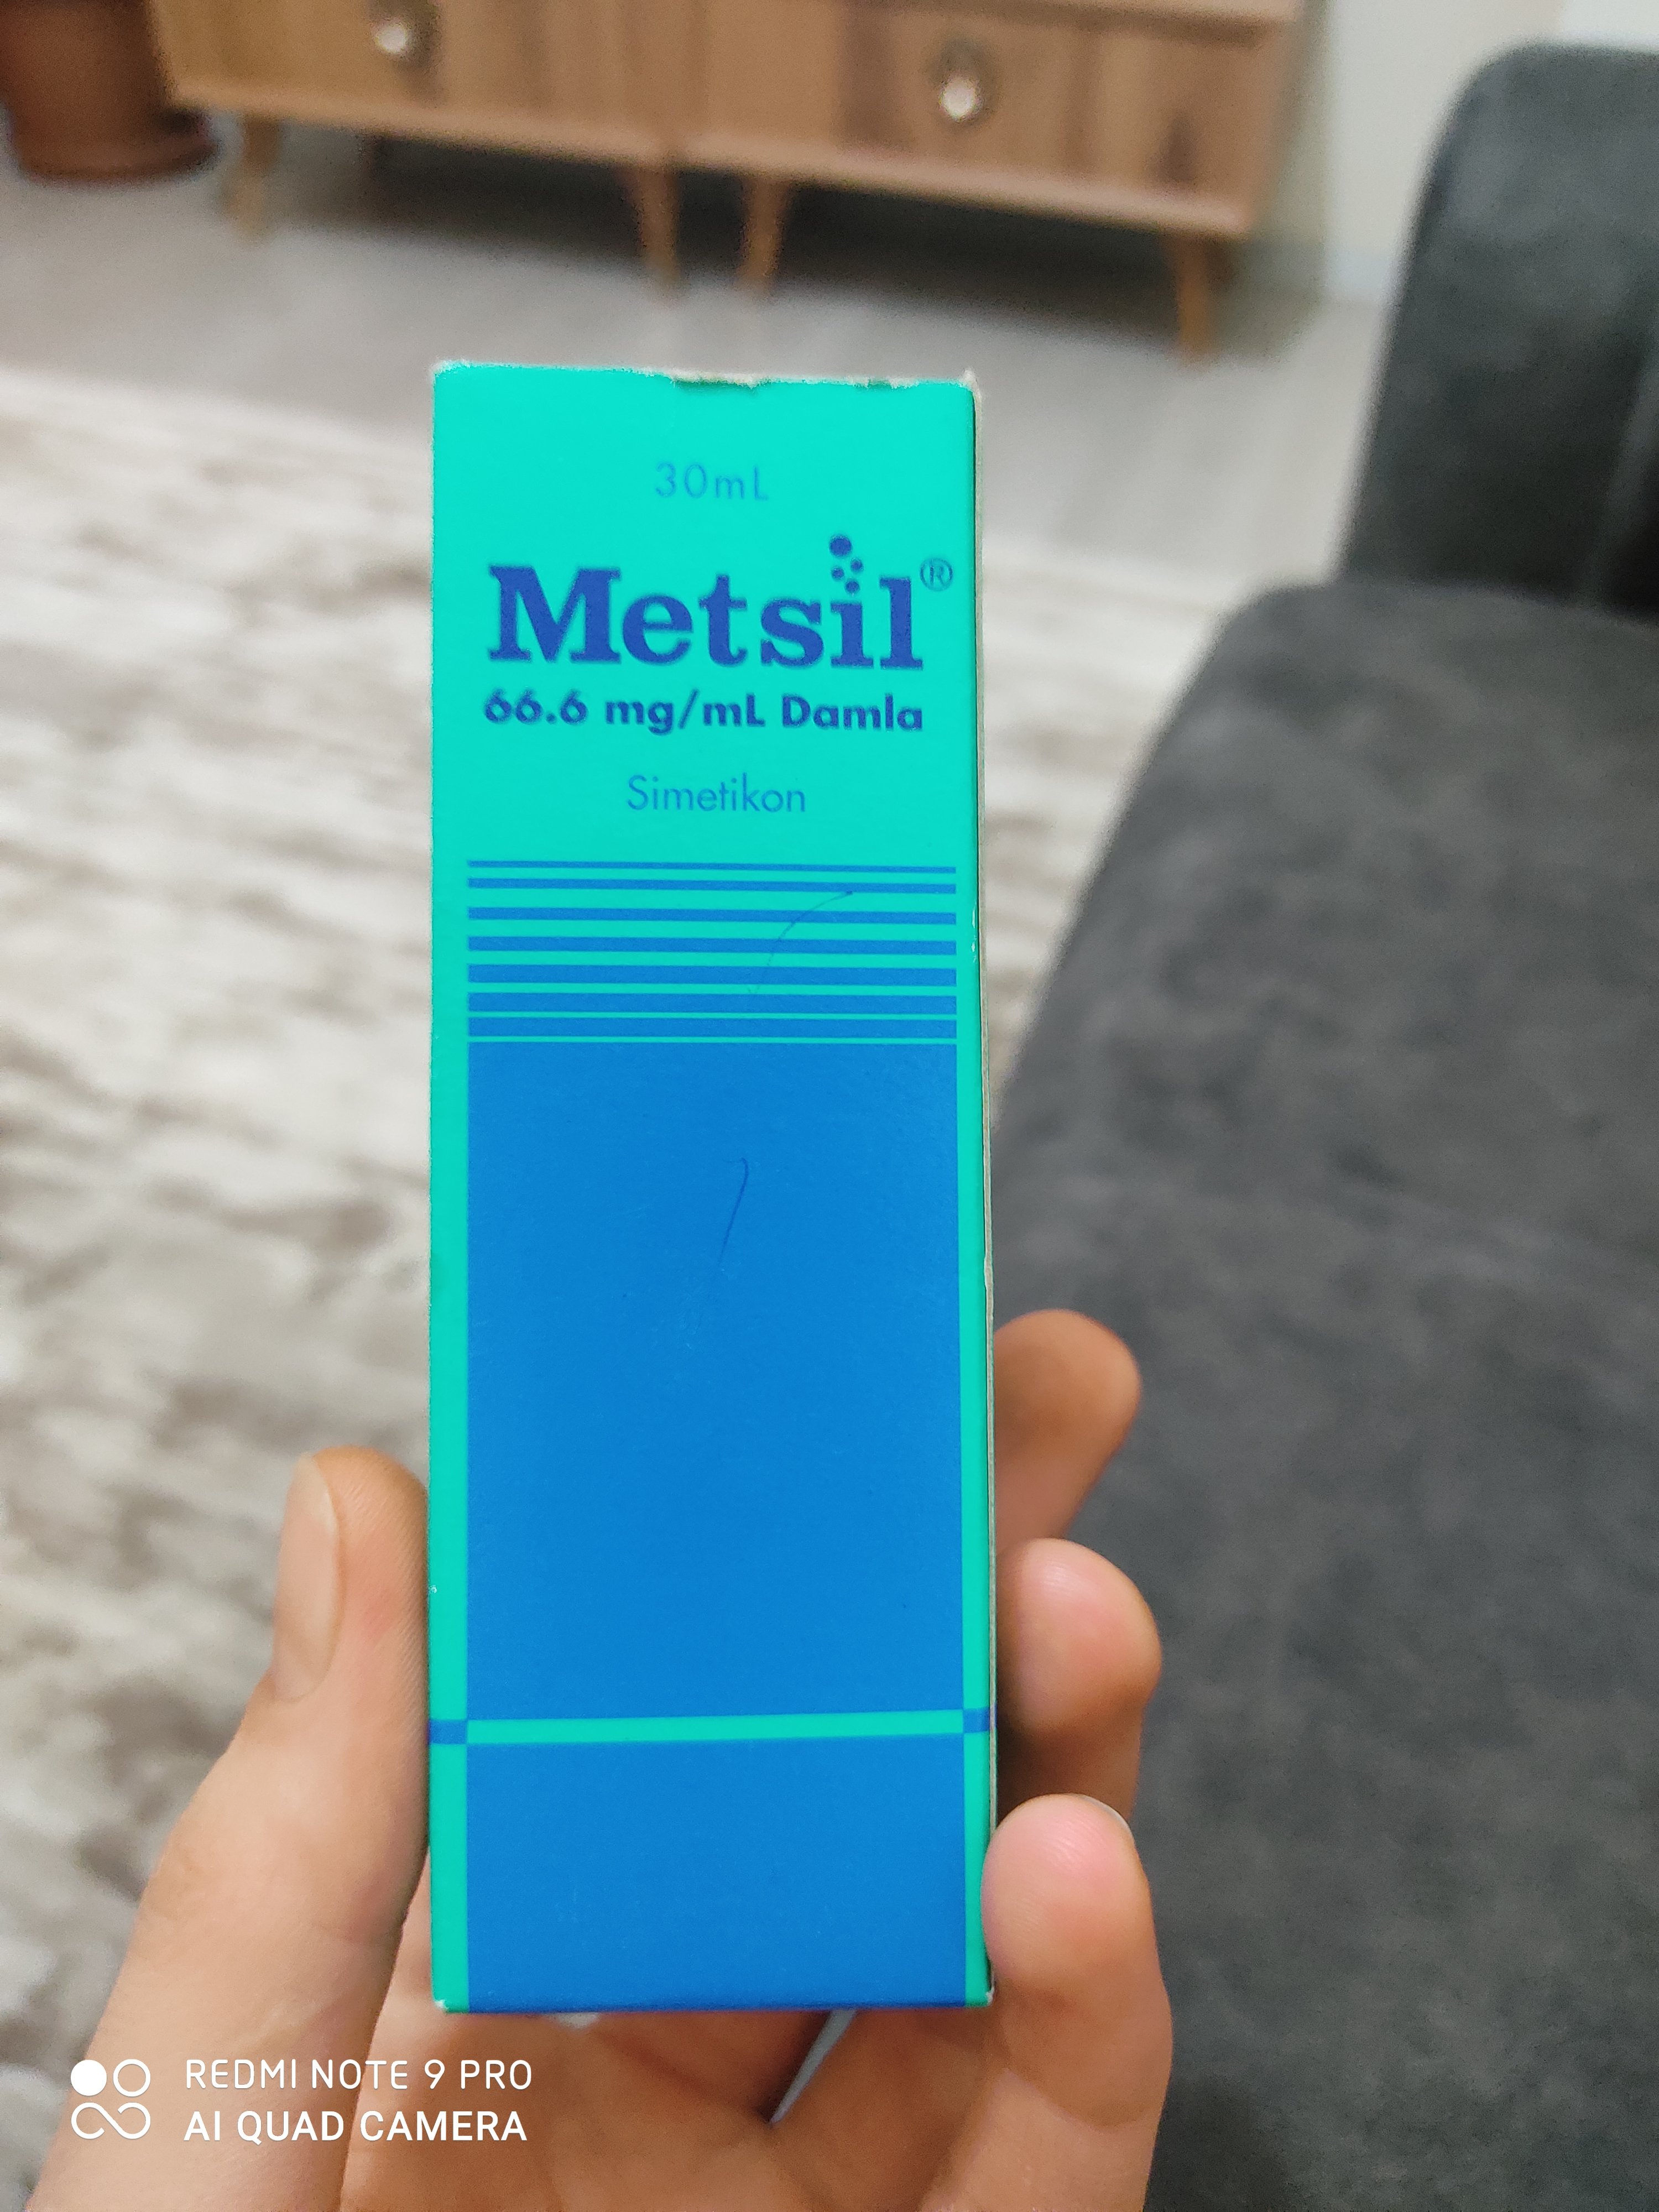 30mL
Metsil®
66.6 mg/mL Damla
Simetikon
REDMI NOTE 9 PRO
AI QUAD CAMERA